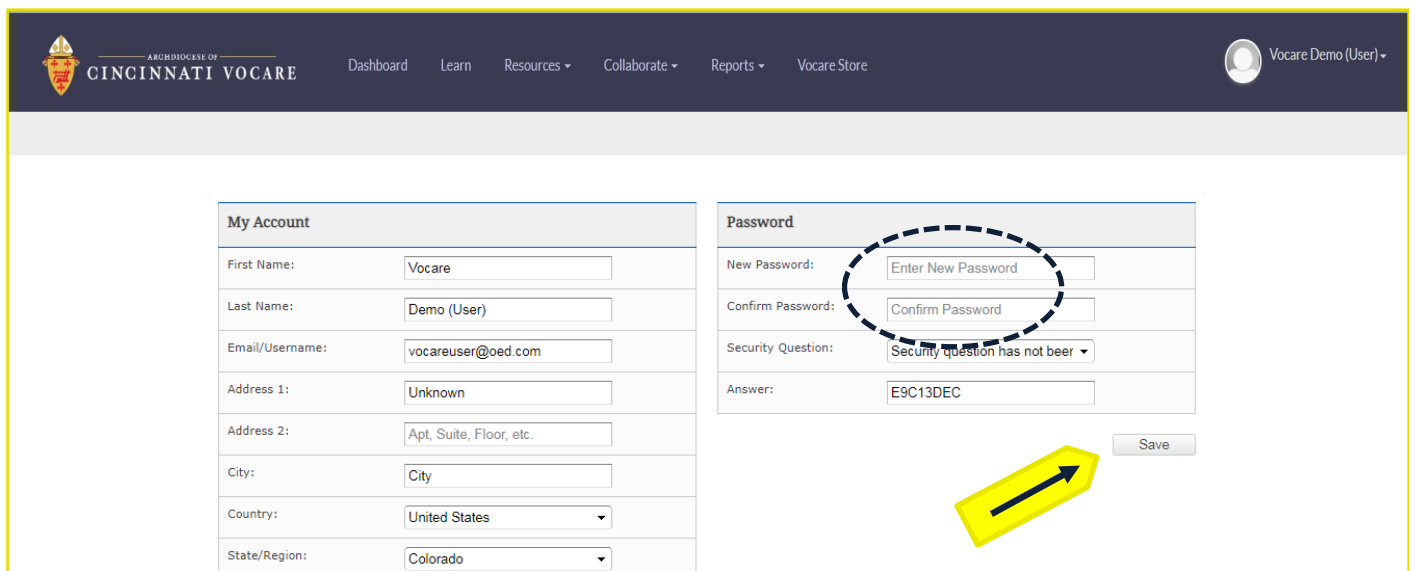 ARCHDIOCESE OF
CINCINNATI VOCARE
Dashboard Learn Resources Collaborate Reports Vocare Store
Vocare Demo (User)
My Account
First Name: Vocare
Last Name: Demo (User)
Email/Username: vocareuser@oed.com
Address 1: Unknown
Address 2: Apt, Suite, Floor, etc.
City: City
Country: United States
State/Region: Colorado
Password
New Password: Enter New Password
Confirm Password: Confirm Password
Security Question: Security question has not beer
Answer: E9C13DEC
Save